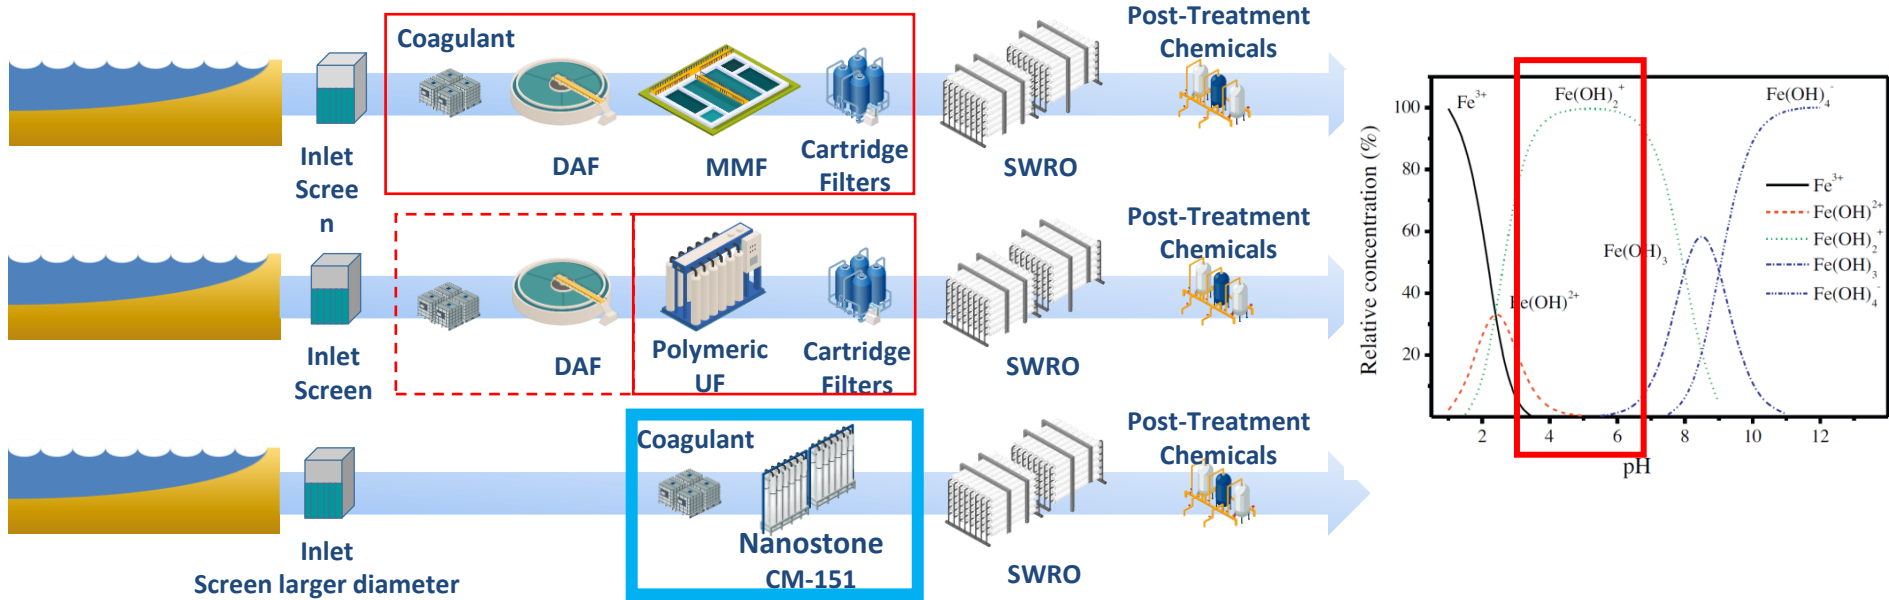 Coagulant
Post-Treatment
Chemicals
Inlet
Scree
n
DAF
MMF
Cartridge
Filters
SWRO
Post-Treatment
Chemicals
Inlet
Screen
DAF
Polymeric
UF
Cartridge
Filters
SWRO
Coagulant
Post-Treatment
Chemicals
Inlet
Screen larger diameter
Nanostone
CM-151
SWRO
Relative concentration (%)
100
80
60
40
20
2 4 6 8 10 12
pH
Fe³⁺
Fe(OH)₂⁺
Fe(OH)₄⁻
Fe(OH)₃
Fe(OH)²⁺
Fe³⁺
Fe(OH)²⁺
Fe(OH)₂⁺
Fe(OH)₃
Fe(OH)₄⁻